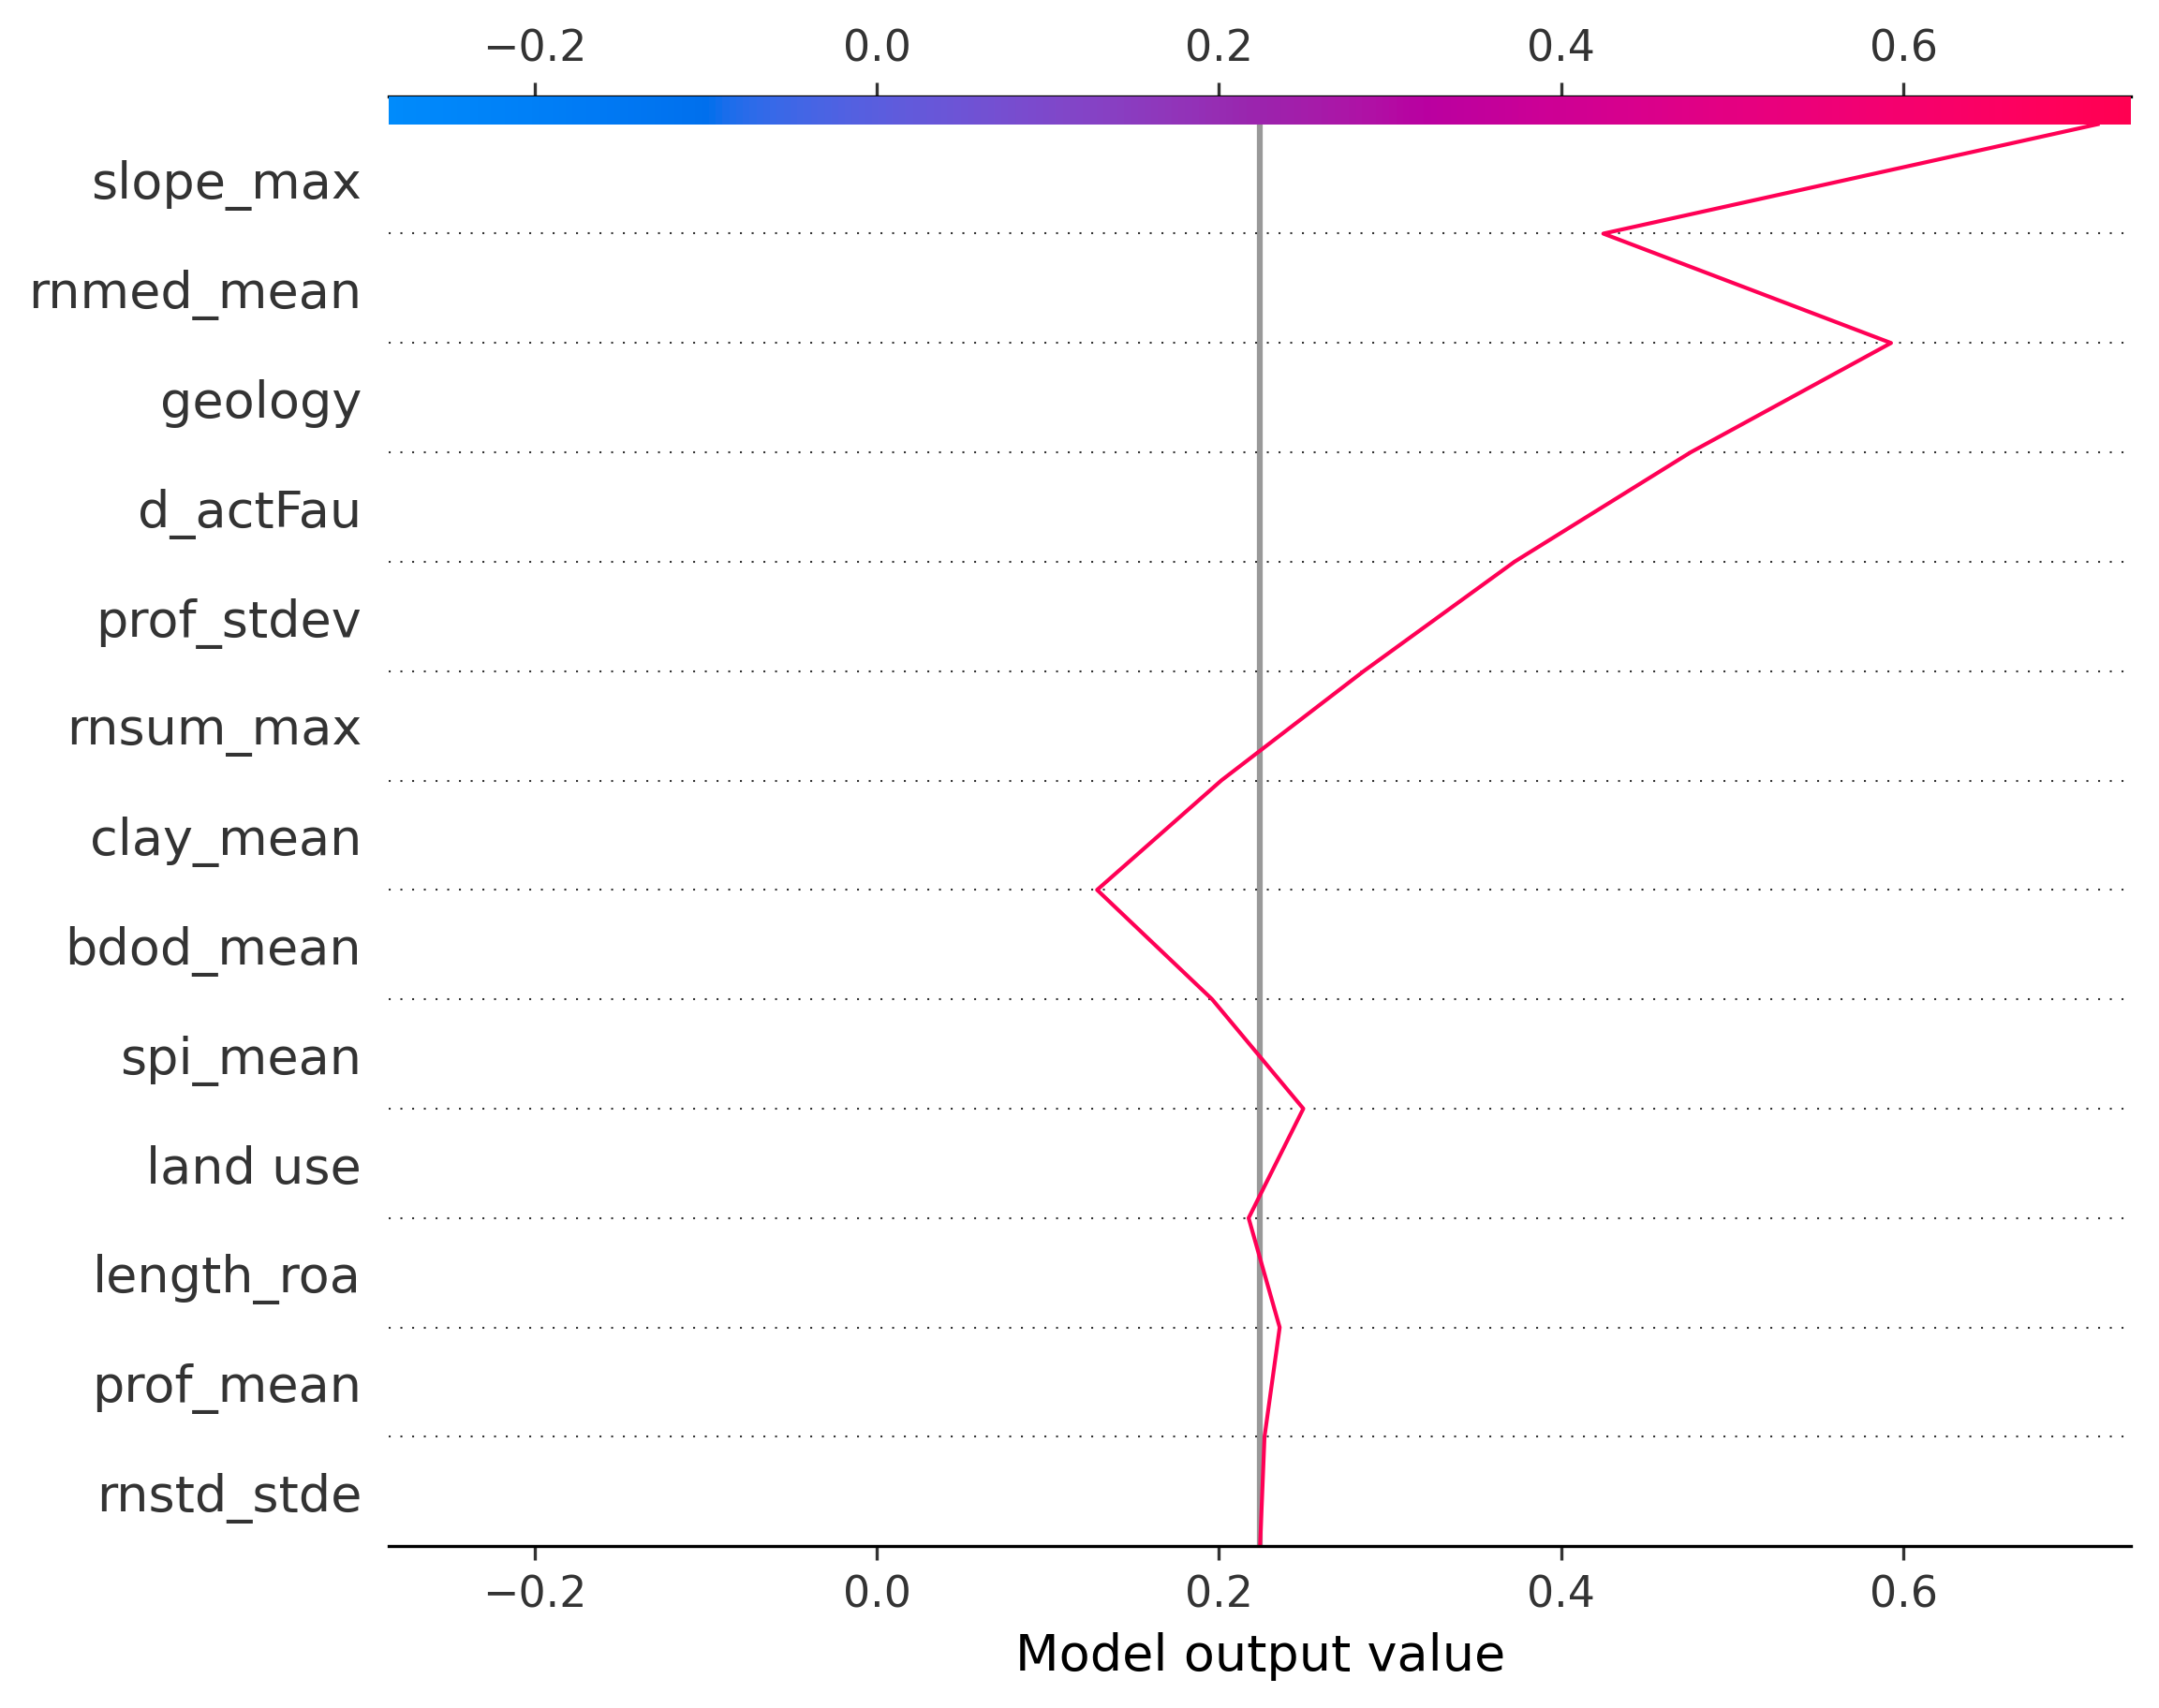 −0.2 0.0 0.2 0.4 0.6
slope_max
rnmed_mean
geology
d_actFau
prof_stdev
rnsum_max
clay_mean
bdod_mean
spi_mean
land use
length_roa
prof_mean
rnstd_stde
−0.2 0.0 0.2 0.4 0.6
Model output value